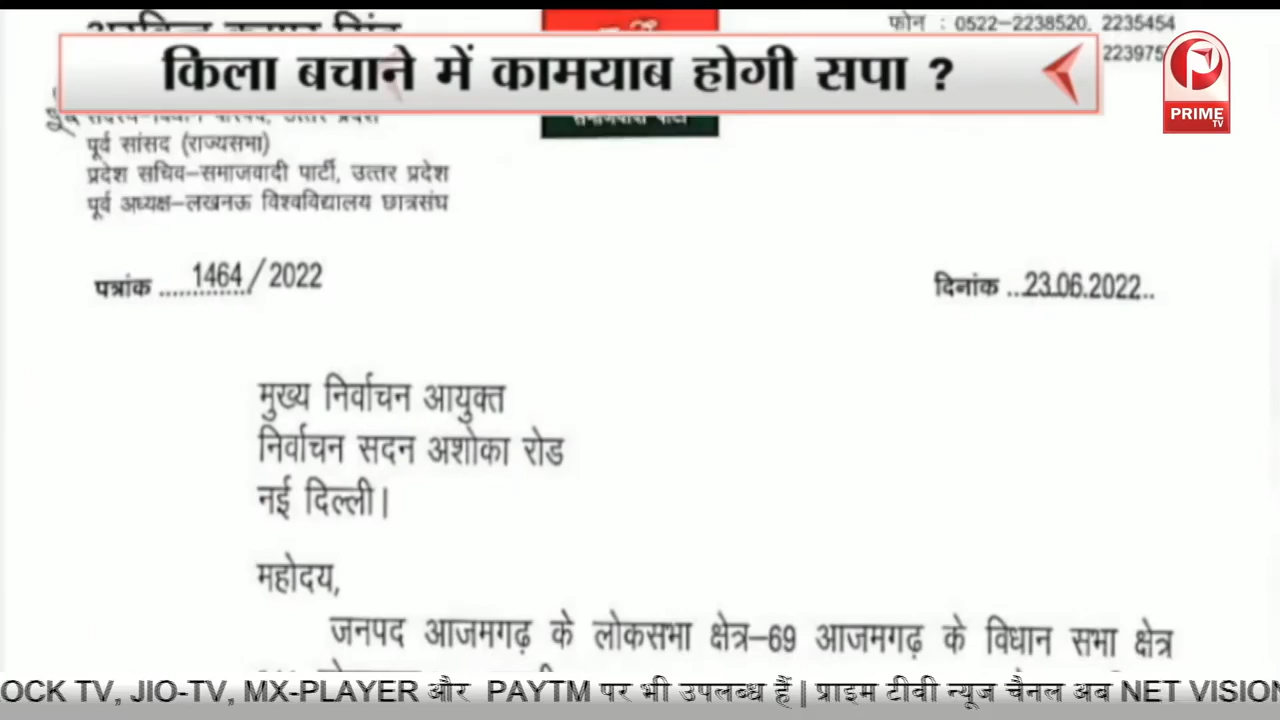 अरविन्द कुमार सिंह
फोन : 0522-2238520, 2235454
किला बचाने में कामयाब होगी सपा ?
PRIME
TV
पूर्व सांसद (राज्यसभा)
प्रदेश सचिव-समाजवादी पार्टी, उत्तर प्रदेश
पूर्व अध्यक्ष-लखनऊ विश्वविद्यालय छात्रसंघ
पत्रांक ....1464/2022
दिनांक ...23.06.2022..
मुख्य निर्वाचन आयुक्त
निर्वाचन सदन अशोका रोड
नई दिल्ली।
महोदय,
जनपद आजमगढ़ के लोकसभा क्षेत्र-69 आजमगढ़ के विधान सभा क्षेत्र
OCK TV, JIO-TV, MX-PLAYER और PAYTM पर भी उपलब्ध हैं | प्राइम टीवी न्यूज चैनल अब NET VISION